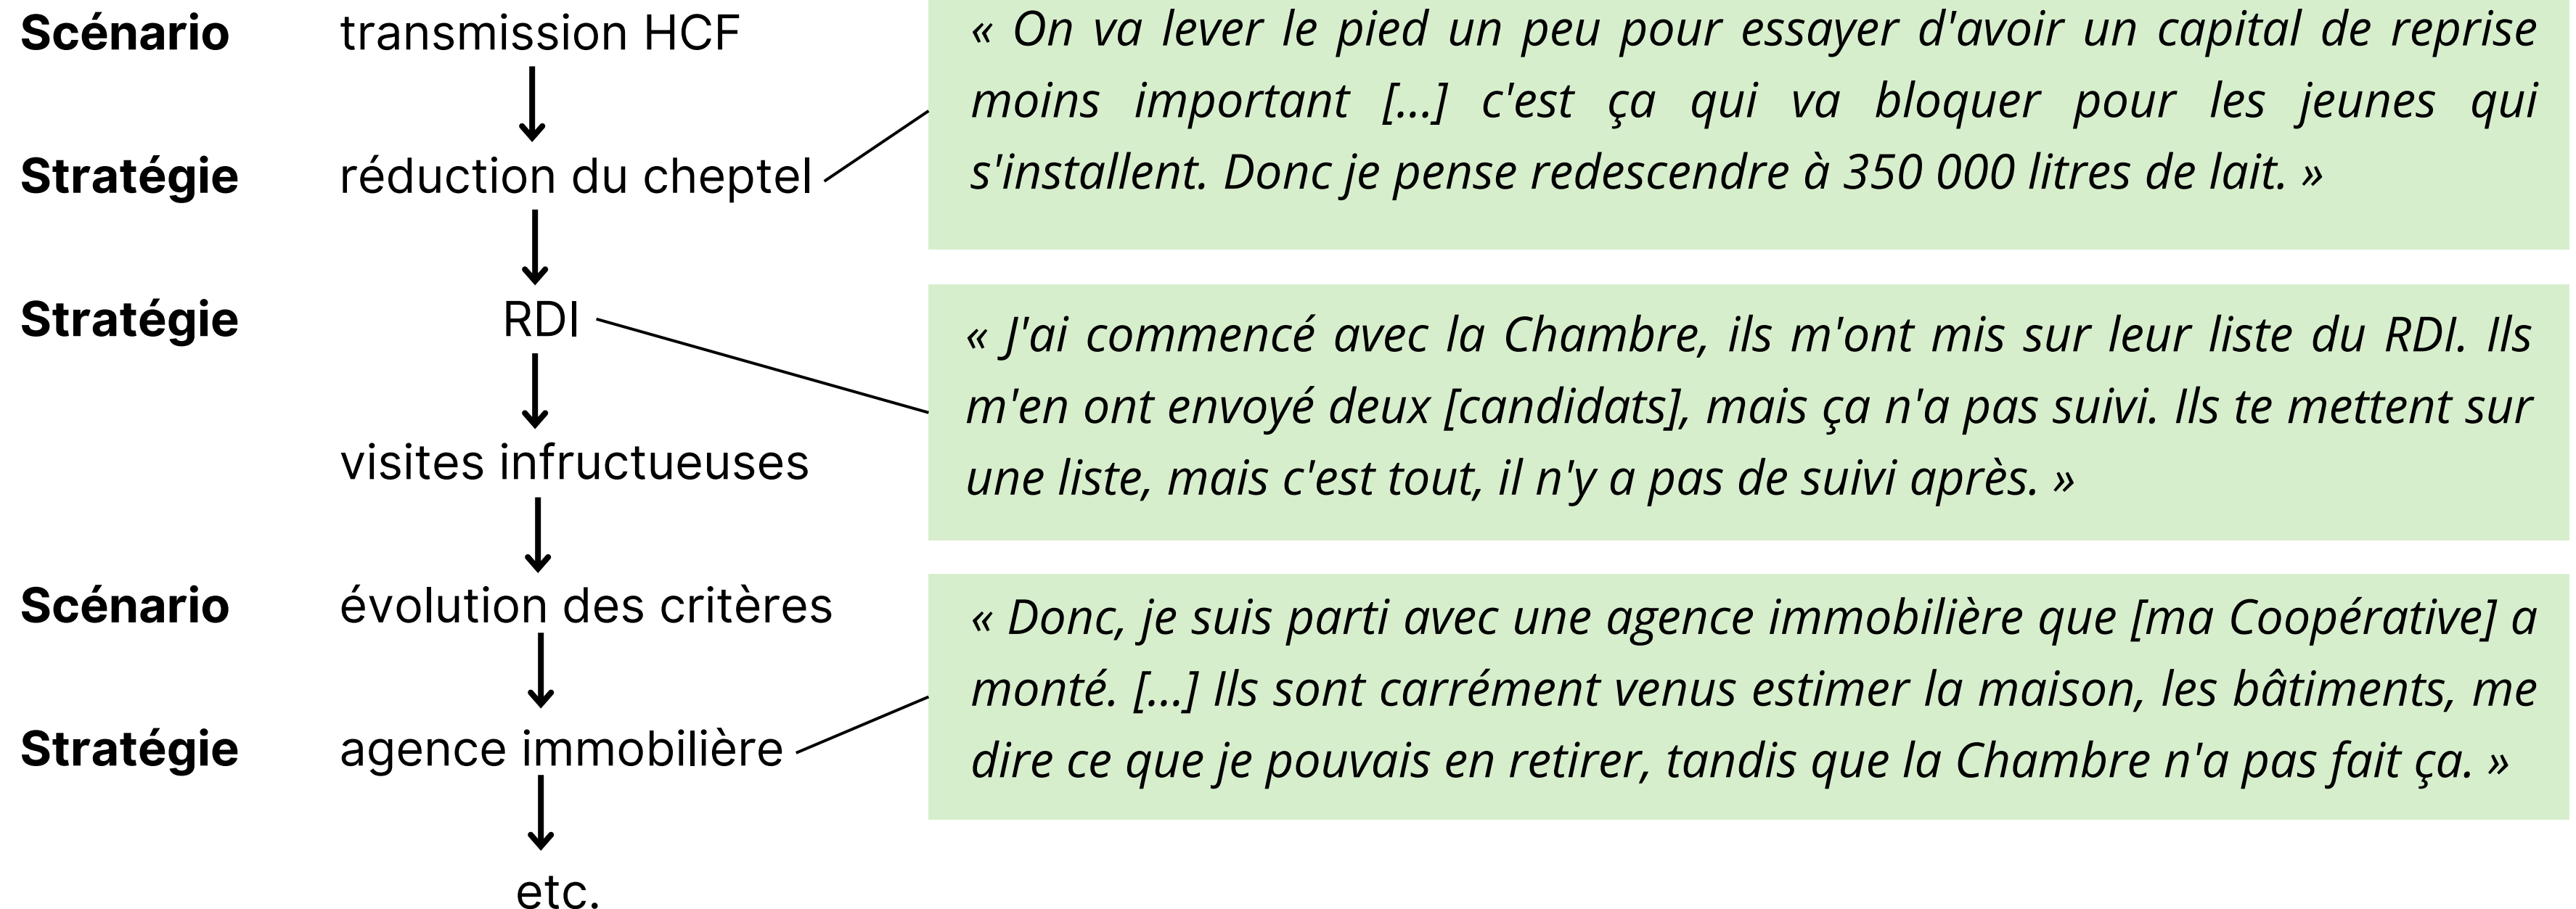 Scénario transmission HCF
« On va lever le pied un peu pour essayer d'avoir un capital de reprise
moins important [...] c'est ça qui va bloquer pour les jeunes qui
s'installent. Donc je pense redescendre à 350 000 litres de lait. »
Stratégie réduction du cheptel
Stratégie RDI
« J'ai commencé avec la Chambre, ils m'ont mis sur leur liste du RDI. Ils
m'en ont envoyé deux [candidats], mais ça n'a pas suivi. Ils te mettent sur
une liste, mais c'est tout, il n'y a pas de suivi après. »
visites infructueuses
Scénario évolution des critères
Stratégie agence immobilière
« Donc, je suis parti avec une agence immobilière que [ma Coopérative] a
monté. [...] Ils sont carrément venus estimer la maison, les bâtiments, me
dire ce que je pouvais en retirer, tandis que la Chambre n'a pas fait ça. »
etc.